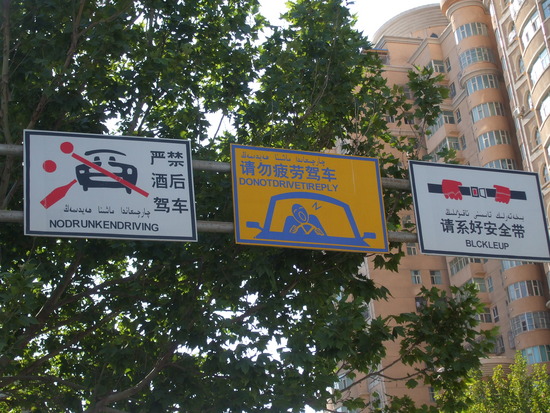 严禁
酒后
驾车
NODRUNKENDRIVING
请勿疲劳驾车
DONOTDRIVETIREPLY
Z
请系好安全带
BLCKLEUP